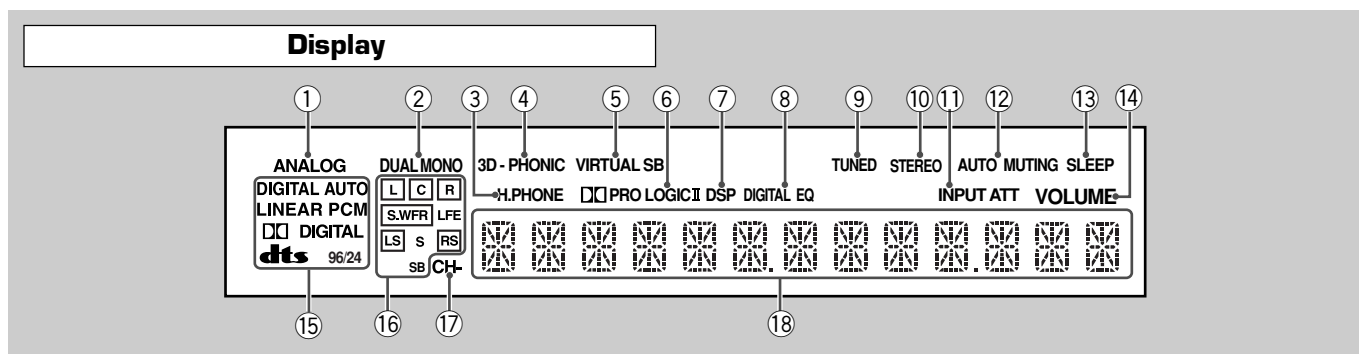 Display
① ② ③ ④ ⑤ ⑥ ⑦ ⑧ ⑨ ⑩ ⑪ ⑫ ⑬ ⑭
ANALOG DUAL MONO 3D - PHONIC VIRTUAL SB TUNED STEREO AUTO MUTING SLEEP
DIGITAL AUTO L C R H.PHONE PRO LOGIC II DSP DIGITAL EQ INPUT ATT VOLUME
LINEAR PCM S.WFR LFE
DIGITAL LS S RS
dts 96/24 SB CH-
⑮ ⑯ ⑰ ⑱